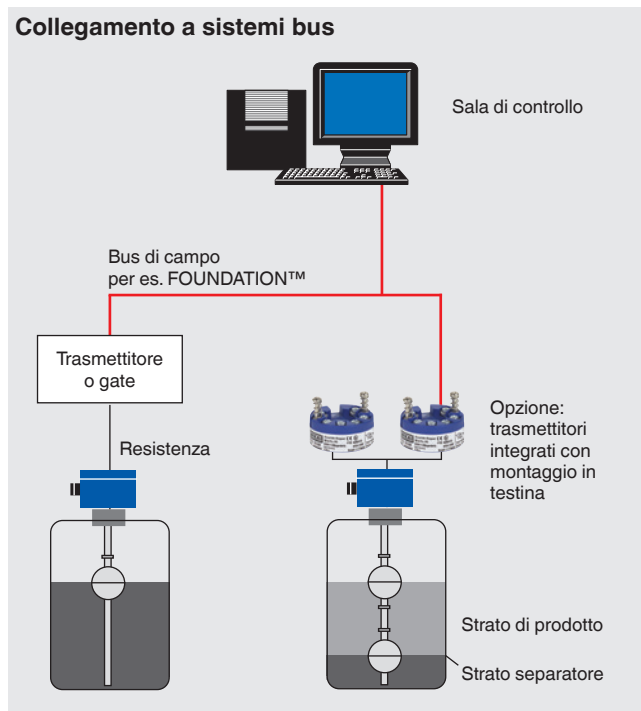 Collegamento a sistemi bus
Sala di controllo
Bus di campo
per es. FOUNDATION™
Trasmettitore
o gate
Resistenza
Opzione:
trasmettitori
integrati con
montaggio in
testina
Strato di prodotto
Strato separatore